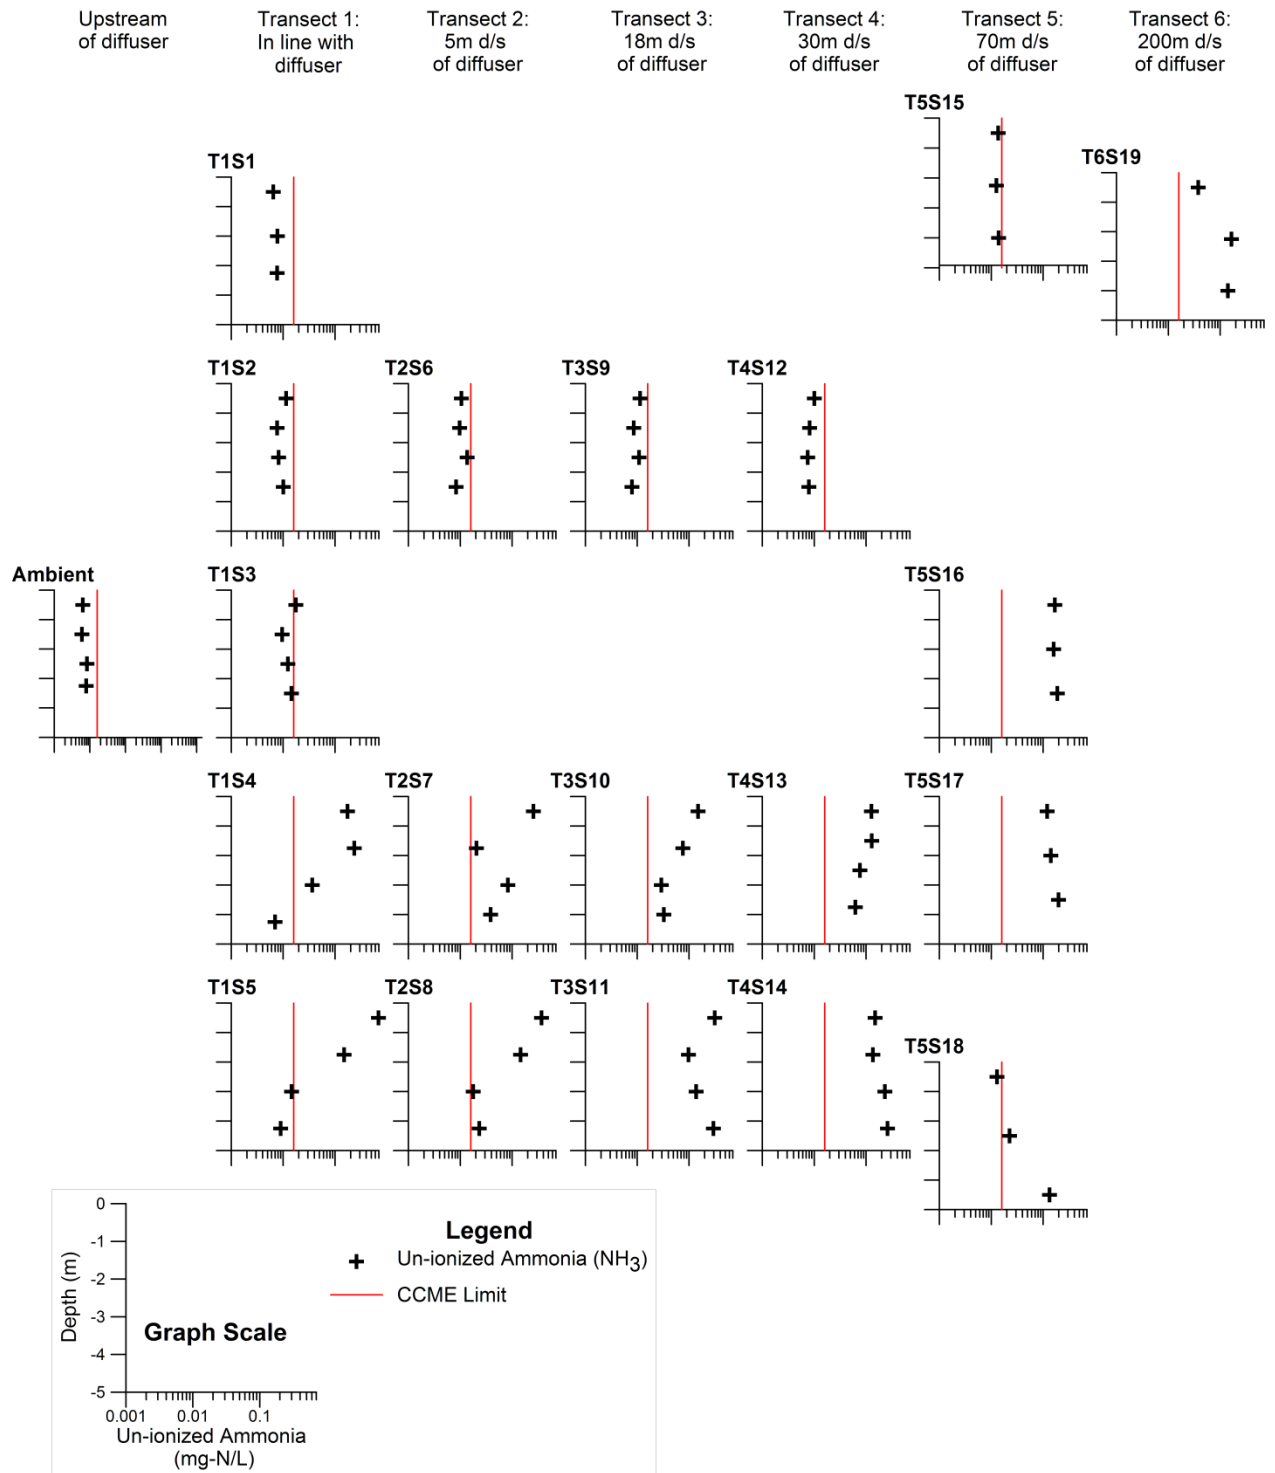 Upstream
of diffuser
Transect 1:
In line with
diffuser
Transect 2:
5m d/s
of diffuser
Transect 3:
18m d/s
of diffuser
Transect 4:
30m d/s
of diffuser
Transect 5:
70m d/s
of diffuser
Transect 6:
200m d/s
of diffuser
T5S15
T1S1
T6S19
T1S2
T2S6
T3S9
T4S12
Ambient
T1S3
T5S16
T1S4
T2S7
T3S10
T4S13
T5S17
T1S5
T2S8
T3S11
T4S14
T5S18
Legend
Un-ionized Ammonia (NH3)
CCME Limit
Graph Scale
Depth (m)
0
-1
-2
-3
-4
-5
0.001 0.01 0.1
Un-ionized Ammonia
(mg-N/L)